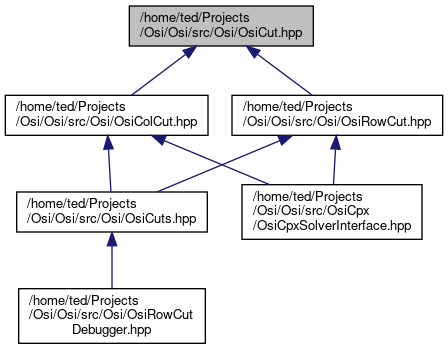 /home/ted/Projects
/Osi/Osi/src/Osi/OsiCut.hpp
/home/ted/Projects
/Osi/Osi/src/Osi/OsiColCut.hpp
/home/ted/Projects
/Osi/Osi/src/Osi/OsiRowCut.hpp
/home/ted/Projects
/Osi/Osi/src/Osi/OsiCuts.hpp
/home/ted/Projects
/Osi/Osi/src/OsiCpx
/OsiCpxSolverInterface.hpp
/home/ted/Projects
/Osi/Osi/src/Osi/OsiRowCut
Debugger.hpp